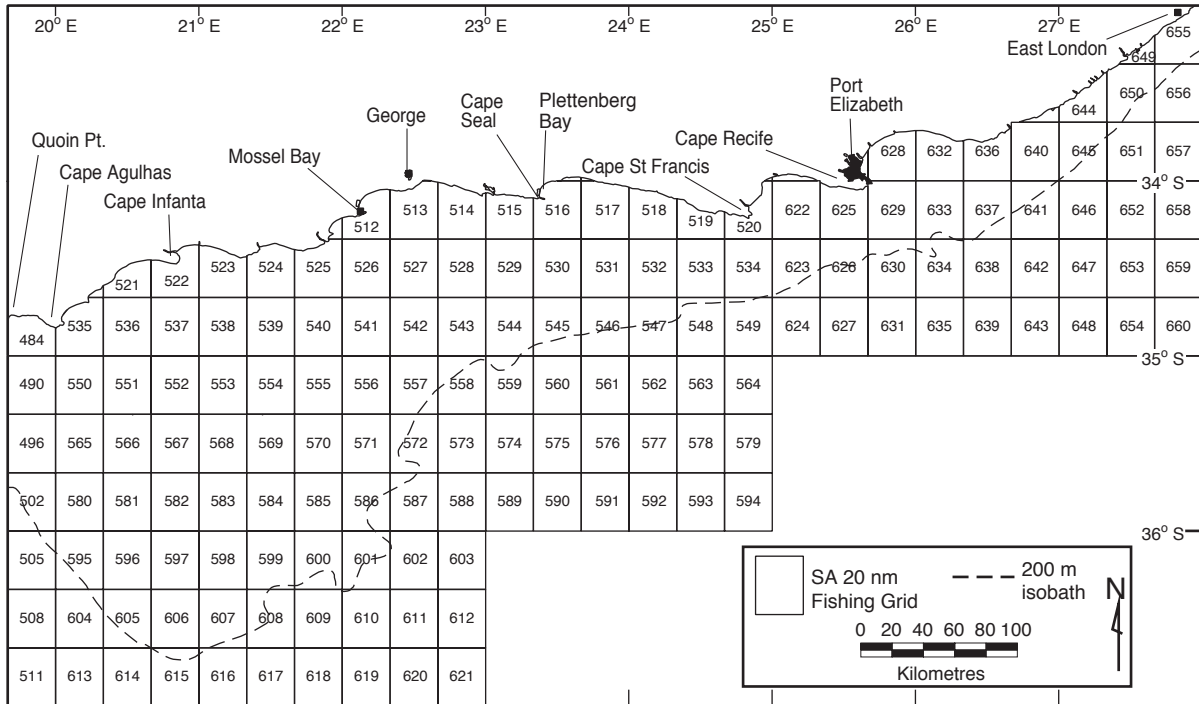 20° E 21° E 22° E 23° E 24° E 25° E 26° E 27° E
East London 655
649
650 656
644
Quoin Pt.
Cape Agulhas
Cape Infanta
Mossel Bay
George
Cape Seal
Plettenberg Bay
Cape St Francis
Cape Recife
Port Elizabeth
628 632 636 640 645 651 657
34° S
512 513 514 515 516 517 518 519 520 622 625 629 633 637 641 646 652 658
521 522 523 524 525 526 527 528 529 530 531 532 533 534 623 626 630 634 638 642 647 653 659
484 535 536 537 538 539 540 541 542 543 544 545 546 547 548 549 624 627 631 635 639 643 648 654 660
35° S
490 550 551 552 553 554 555 556 557 558 559 560 561 562 563 564
496 565 566 567 568 569 570 571 572 573 574 575 576 577 578 579
502 580 581 582 583 584 585 586 587 588 589 590 591 592 593 594
36° S
505 595 596 597 598 599 600 601 602 603
508 604 605 606 607 608 609 610 611 612
511 613 614 615 616 617 618 619 620 621
SA 20 nm
Fishing Grid
200 m
isobath
N
0 20 40 60 80 100
Kilometres